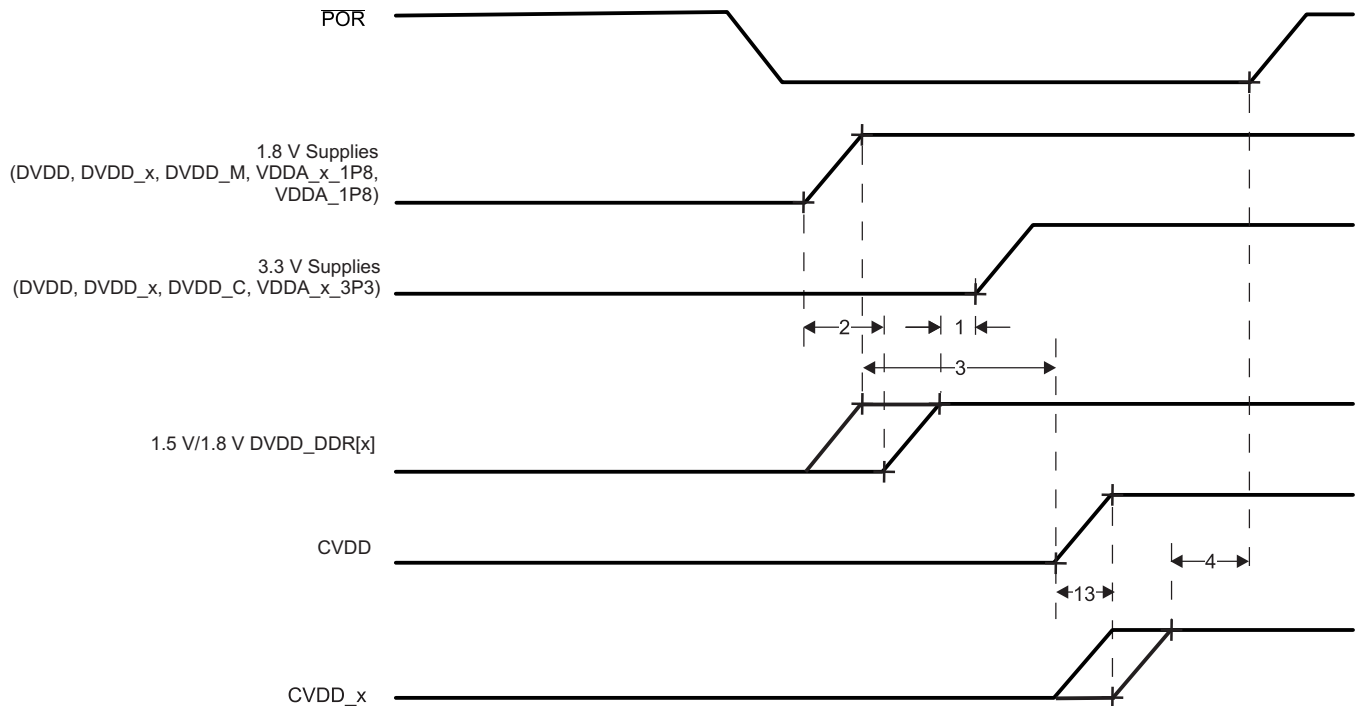 POR
1.8 V Supplies
(DVDD, DVDD_x, DVDD_M, VDDA_x_1P8,
VDDA_1P8)
3.3 V Supplies
(DVDD, DVDD_x, DVDD_C, VDDA_x_3P3)
2
1
3
1.5 V/1.8 V DVDD_DDR[x]
CVDD
4
13
CVDD_x